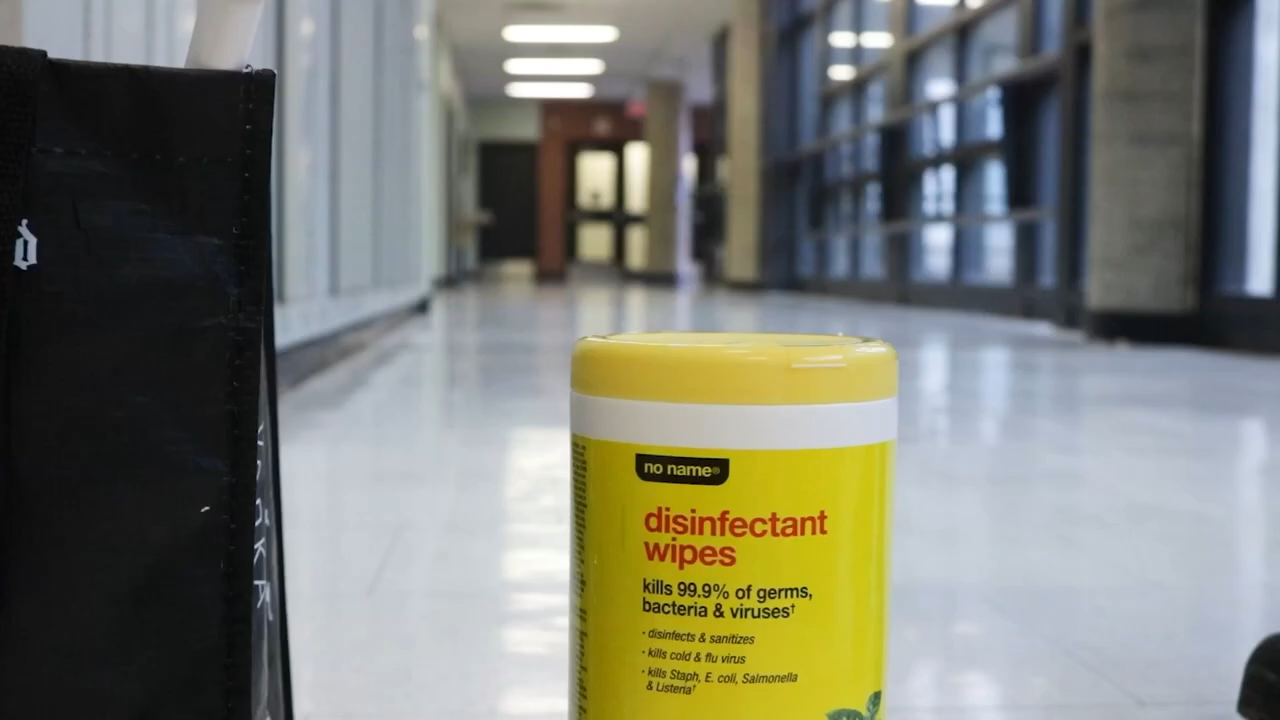 no name®
disinfectant
wipes
kills 99.9% of germs,
bacteria & viruses†
· disinfects & sanitizes
· kills cold & flu virus
· kills Staph, E. coli, Salmonella
& Listeria†